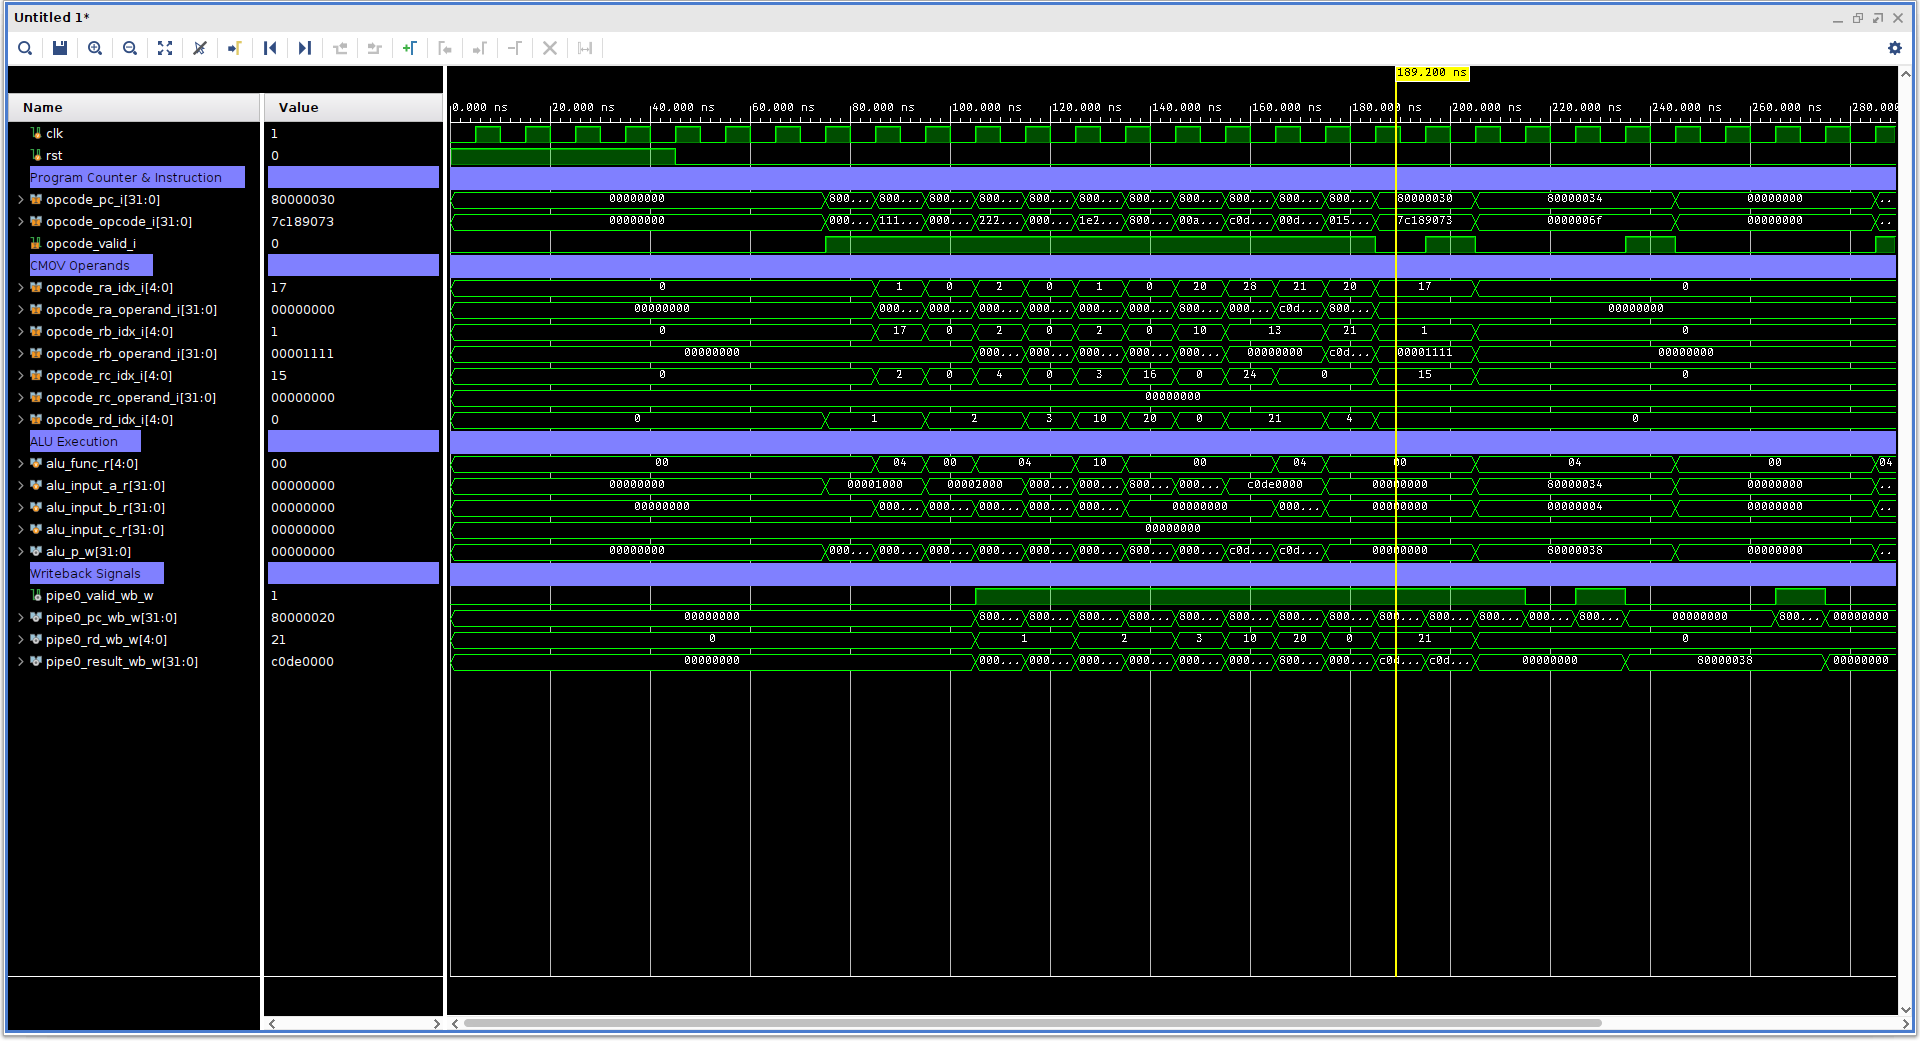 Untitled 1*
189.200 ns
Name Value 0.000 ns 20.000 ns 40.000 ns 60.000 ns 80.000 ns 100.000 ns 120.000 ns 140.000 ns 160.000 ns 180.000 ns 200.000 ns 220.000 ns 240.000 ns 260.000 ns 280.000
clk 1
rst 0
Program Counter & Instruction
opcode_pc_i[31:0] 80000030 00000000 800... 800... 800... 800... 800... 800... 800... 800... 800... 800... 800... 80000030 80000034 00000000 ..
opcode_opcode_i[31:0] 7c189073 00000000 000... 111... 000... 222... 000... 1e2... 800... 00a... c0d... 00d... 015... 7c189073 0000006f 00000000 ..
opcode_valid_i 0
CMOV Operands
opcode_ra_idx_i[4:0] 17 0 1 0 2 0 1 0 20 28 21 20 17 0
opcode_ra_operand_i[31:0] 00000000 00000000 000... 000... 000... 000... 000... 000... 800... 000... c0d... 800... 00000000
opcode_rb_idx_i[4:0] 1 0 17 0 2 0 2 0 10 13 21 1 0
opcode_rb_operand_i[31:0] 00001111 00000000 000... 000... 000... 000... 000... 00000000 c0d... 00001111 00000000
opcode_rc_idx_i[4:0] 15 0 2 0 4 0 3 16 0 24 0 15 0
opcode_rc_operand_i[31:0] 00000000 00000000
opcode_rd_idx_i[4:0] 0 0 1 2 3 10 20 0 21 4 0
ALU Execution
alu_func_r[4:0] 00 00 04 00 04 10 00 04 00 04 00 04
alu_input_a_r[31:0] 00000000 00000000 00001000 00002000 000... 000... 800... 000... c0de0000 00000000 80000034 00000000 ..
alu_input_b_r[31:0] 00000000 00000000 000... 000... 000... 000... 000... 00000000 000... 00000000 00000004 00000000 ..
alu_input_c_r[31:0] 00000000 00000000
alu_p_w[31:0] 00000000 00000000 000... 000... 000... 000... 000... 000... 800... 000... c0d... c0d... 00000000 80000038 00000000 ..
Writeback Signals
pipe0_valid_wb_w 1
pipe0_pc_wb_w[31:0] 80000020 00000000 800... 800... 800... 800... 800... 800... 800... 800... 800... 800... 800... 000... 800... 00000000 800... 00000000
pipe0_rd_wb_w[4:0] 21 0 1 2 3 10 20 0 21 0
pipe0_result_wb_w[31:0] c0de0000 00000000 000... 000... 000... 000... 000... 000... 800... 000... c0d... c0d... 00000000 80000038 00000000